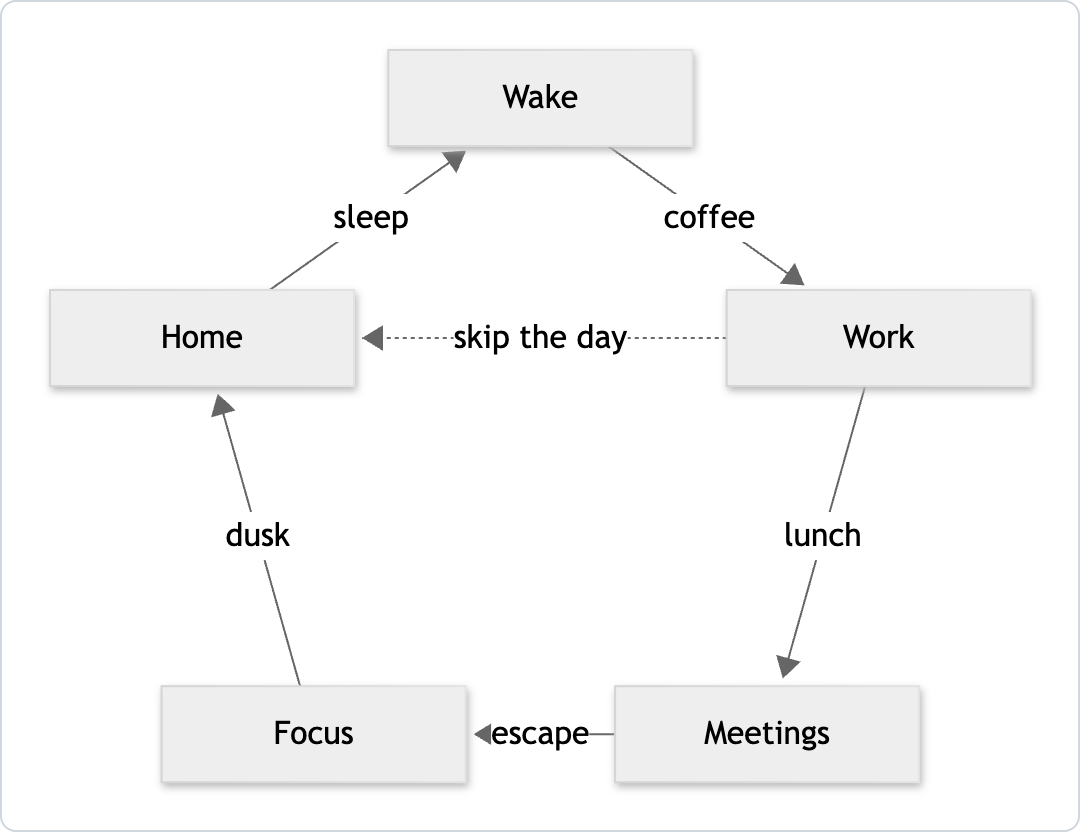 Wake
sleep
coffee
Home
skip the day
Work
dusk
lunch
Focus
escape
Meetings